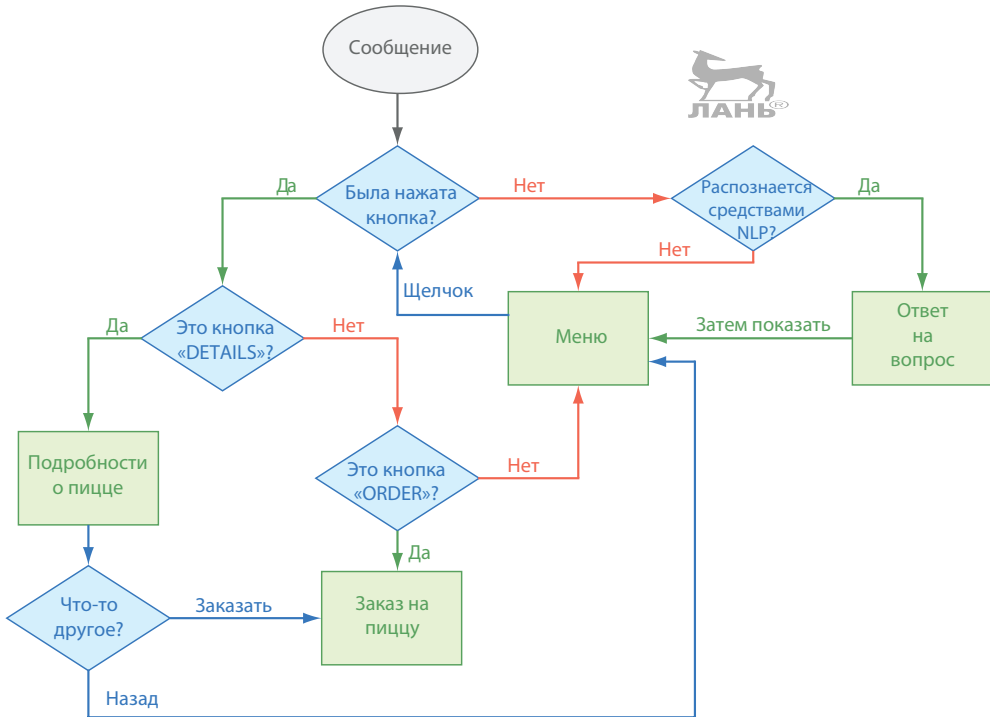 Сообщение
ЛАНЬ®
Да
Была нажата
кнопка?
Нет
Распознается
средствами
NLP?
Да
Нет
Щелчок
Да
Это кнопка
«DETAILS»?
Нет
Меню
Затем показать
Ответ
на
вопрос
Подробности
о пицце
Это кнопка
«ORDER»?
Нет
Да
Что-то
другое?
Заказать
Заказ на
пиццу
Назад